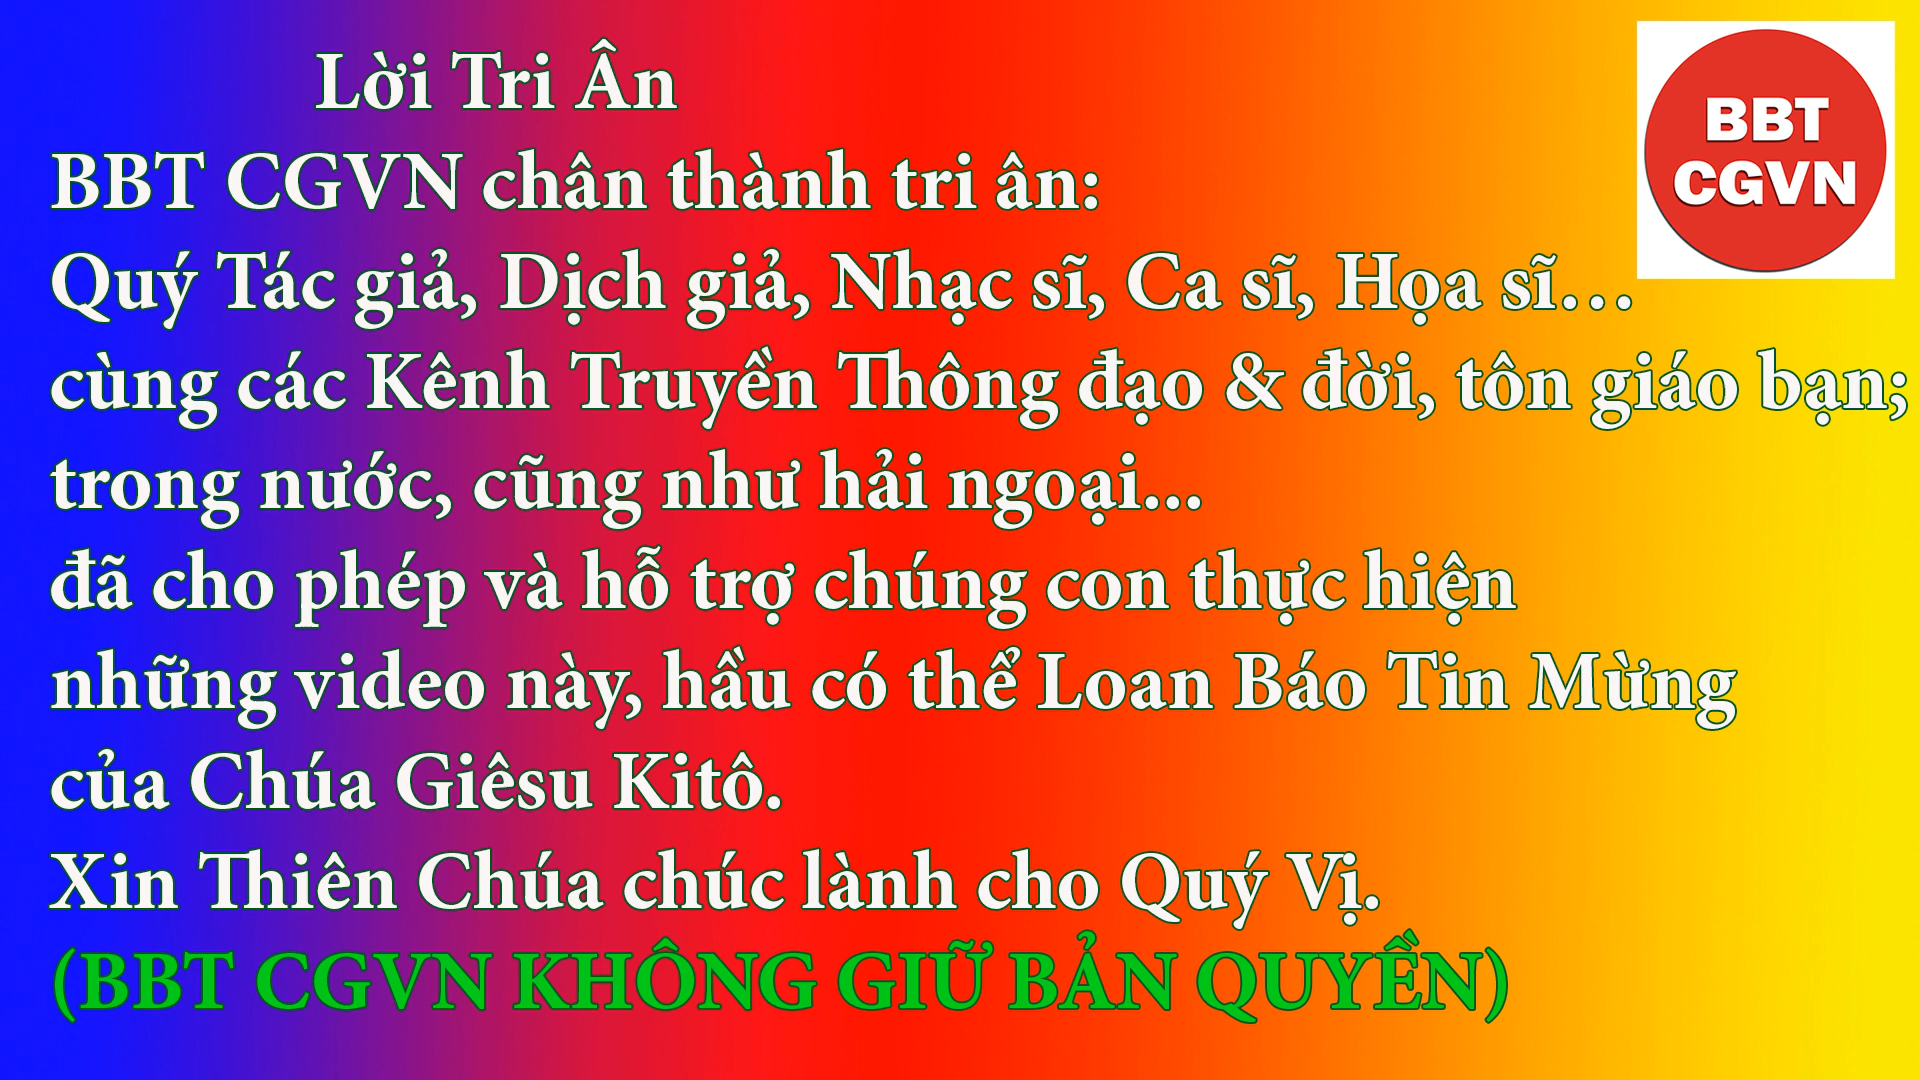 Lời Tri Ân
BBT CGVN chân thành tri ân:
Quý Tác giả, Dịch giả, Nhạc sĩ, Ca sĩ, Họa sĩ…
cùng các Kênh Truyền Thông đạo & đời, tôn giáo bạn;
trong nước, cũng như hải ngoại...
đã cho phép và hỗ trợ chúng con thực hiện
những video này, hầu có thể Loan Báo Tin Mừng
của Chúa Giêsu Kitô.
Xin Thiên Chúa chúc lành cho Quý Vị.
(BBT CGVN KHÔNG GIỮ BẢN QUYỀN)
BBT
CGVN